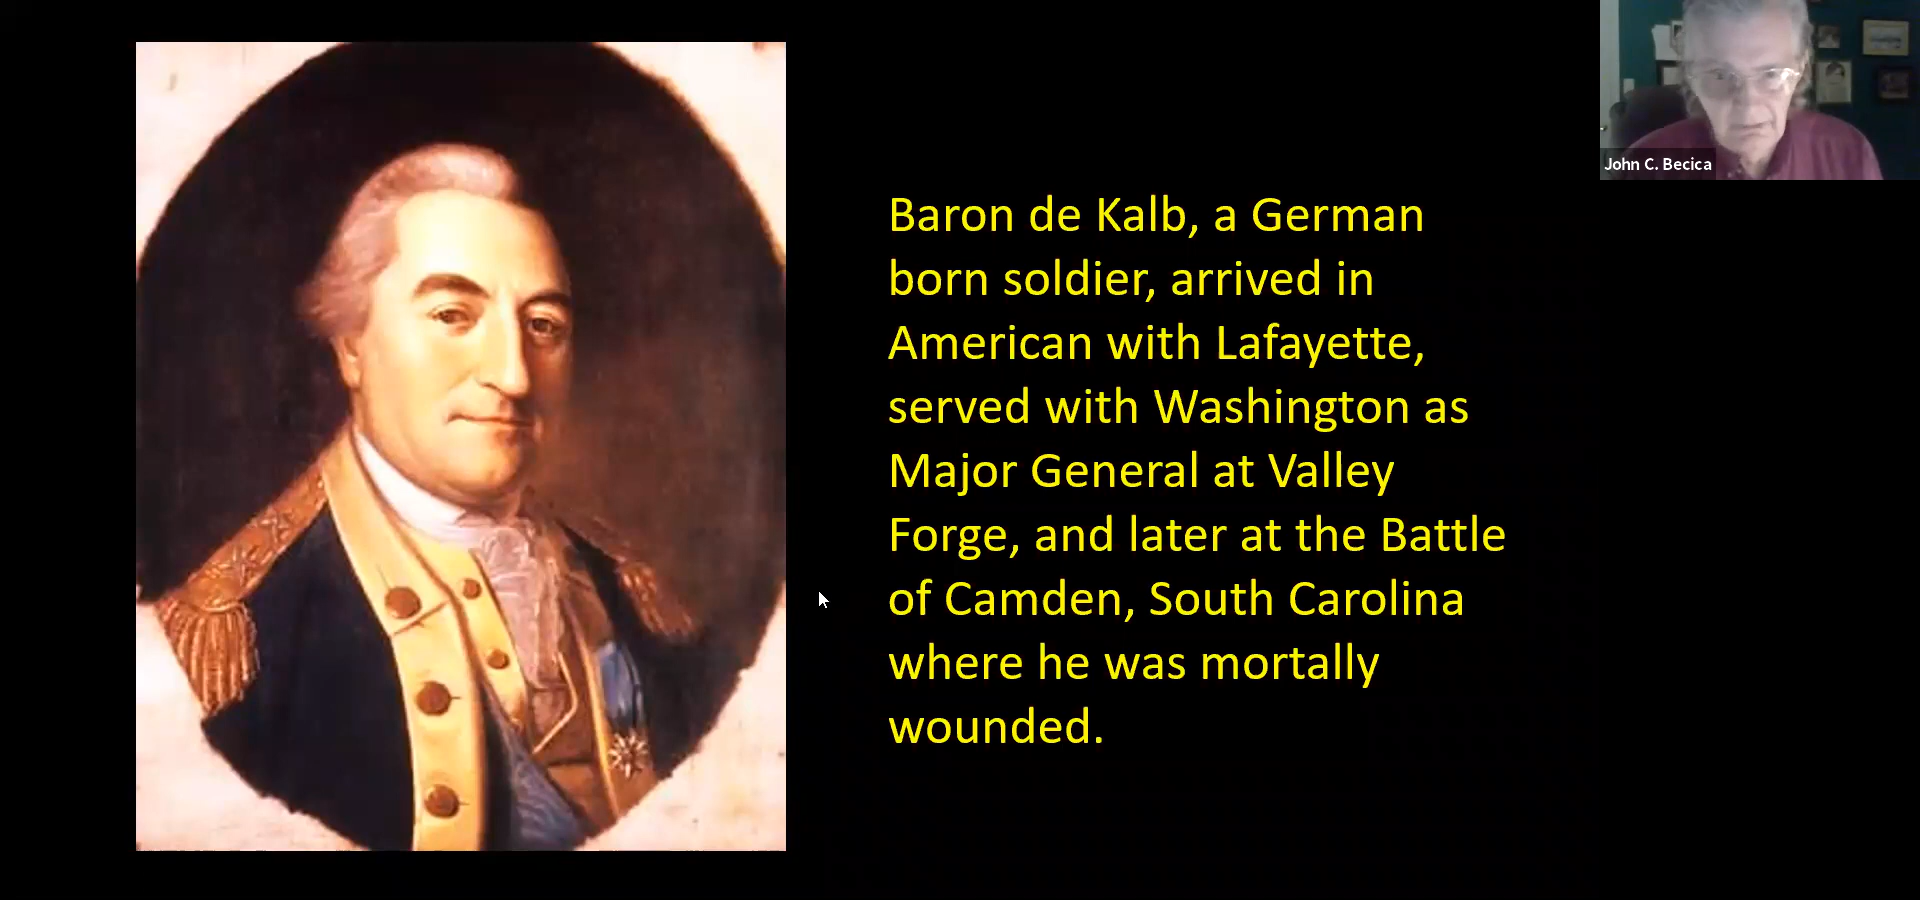 Baron de Kalb, a German
born soldier, arrived in
American with Lafayette,
served with Washington as
Major General at Valley
Forge, and later at the Battle
of Camden, South Carolina
where he was mortally
wounded.
John C. Becica